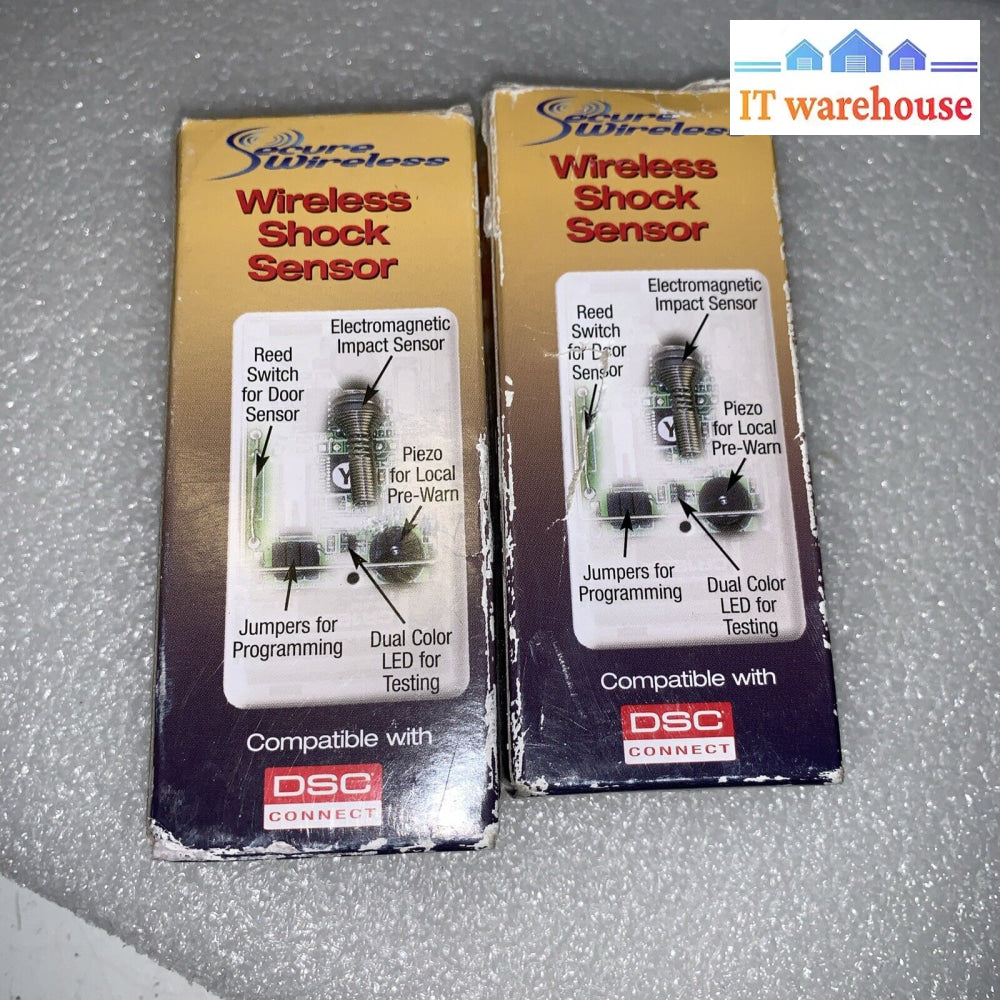 IT warehouse
Secure
Wireless
Wireless
Shock
Sensor
Electromagnetic
Impact Sensor
Reed
Switch
for Door
Sensor
Piezo
for Local
Pre-Warn
Y
Jumpers for
Programming
Dual Color
LED for
Testing
Compatible with
DSC
CONNECT
Secure
Wireless
Wireless
Shock
Sensor
Electromagnetic
Impact Sensor
Reed
Switch
for Door
Sensor
Piezo
for Local
Pre-Warn
Y
Jumpers for
Programming
Dual Color
LED for
Testing
Compatible with
DSC
CONNECT